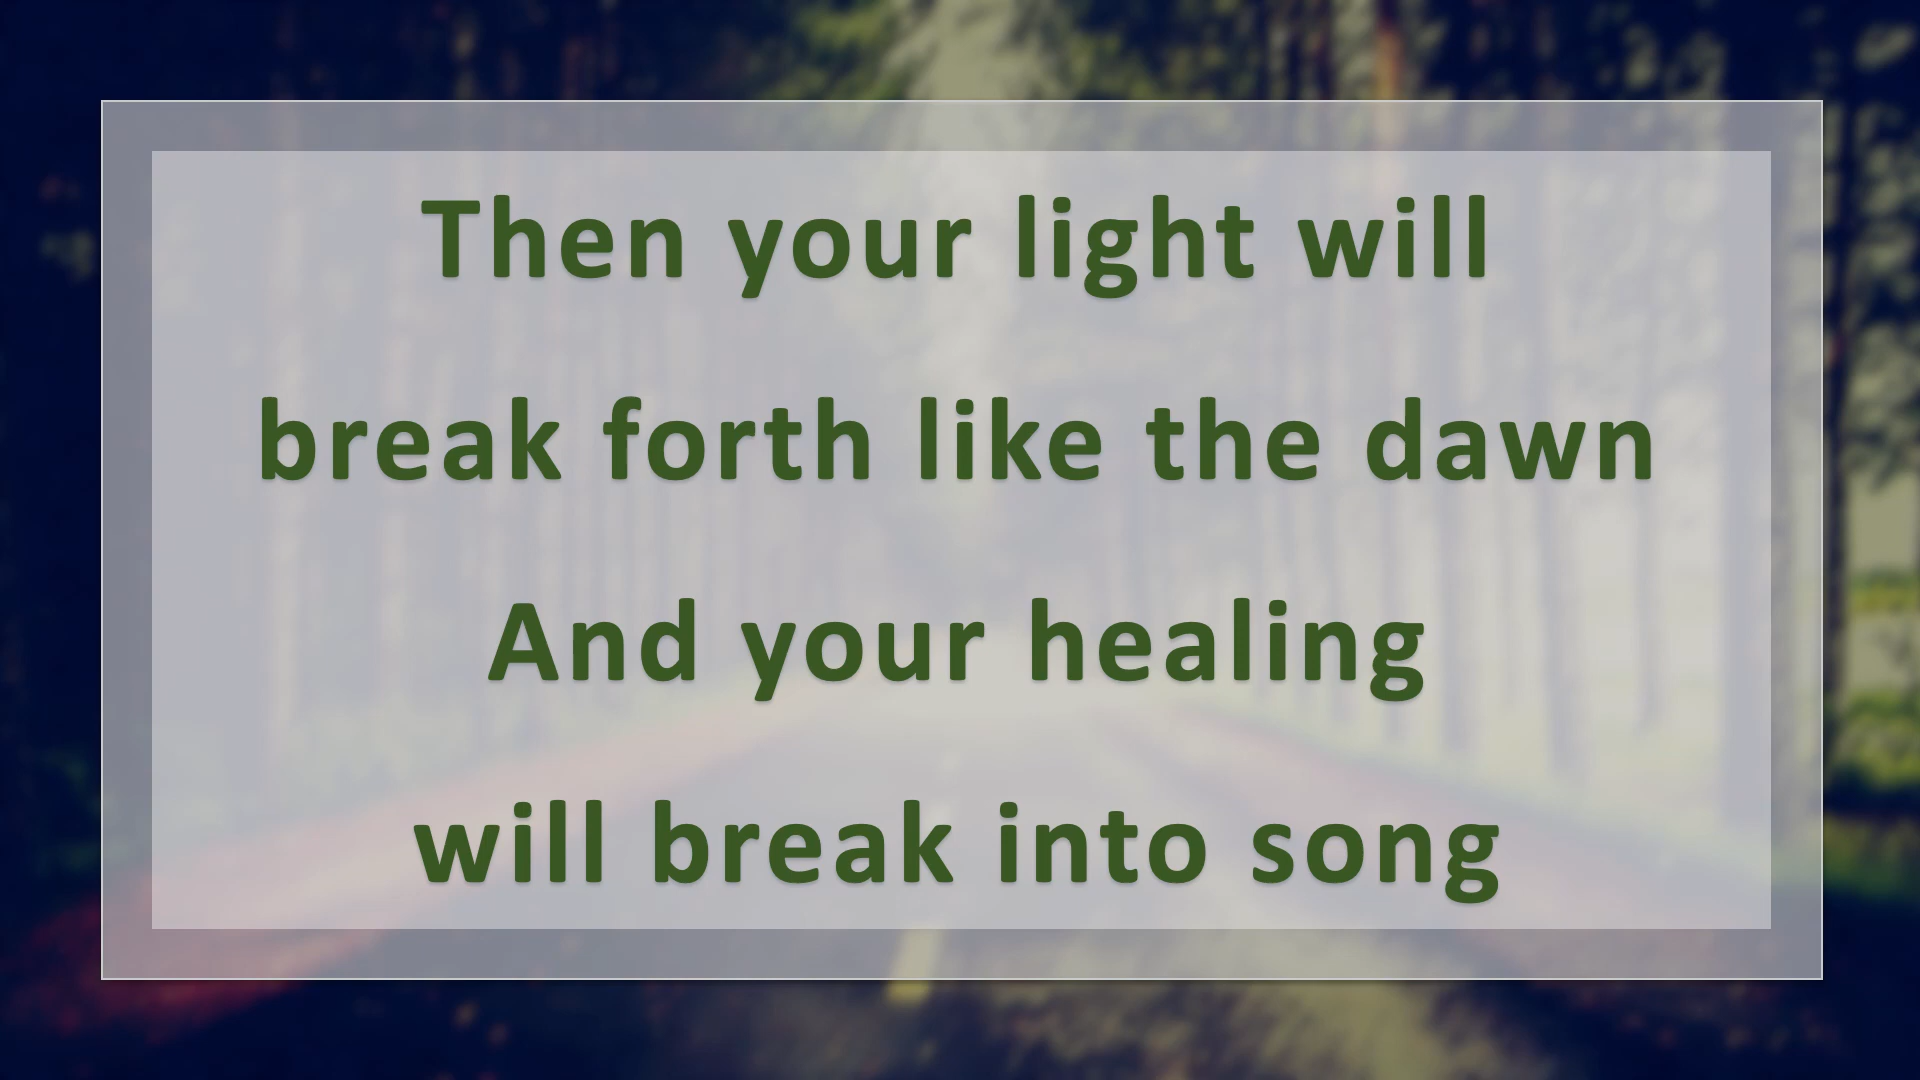 Then your light will
break forth like the dawn
And your healing
will break into song